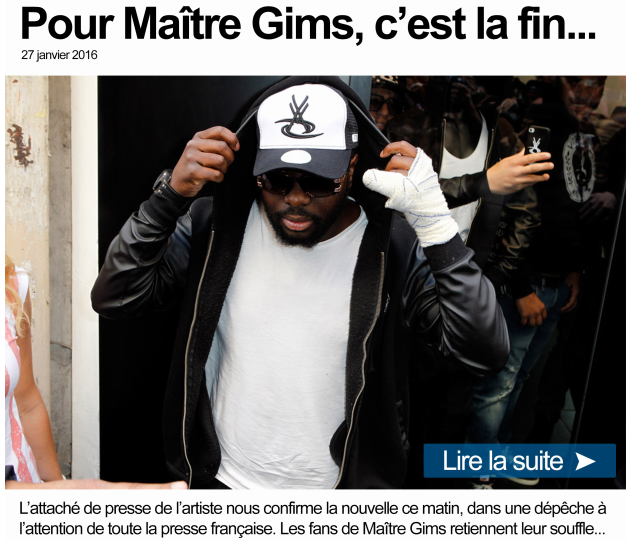 Pour Maître Gims, c’est la fin...
27 janvier 2016
Lire la suite
L’attaché de presse de l’artiste nous confirme la nouvelle ce matin, dans une dépêche à
l’attention de toute la presse française. Les fans de Maître Gims retiennent leur souffle...